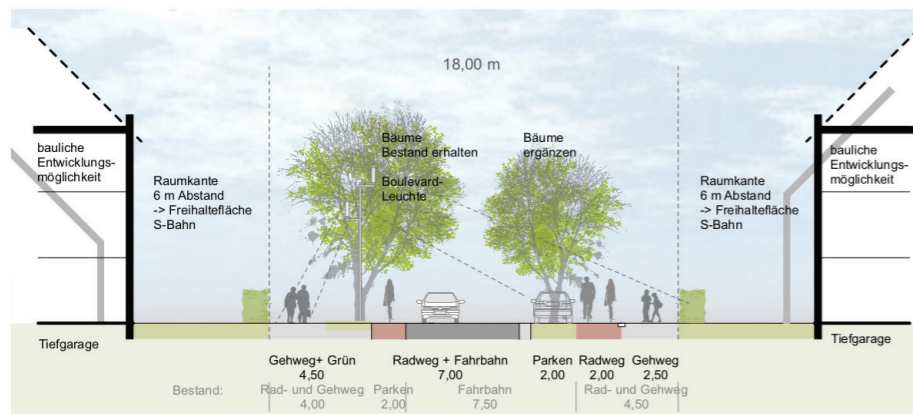 18,00 m
bauliche
Entwicklungs-
möglichkeit
Raumkante
6 m Abstand
-> Freihaltefläche
S-Bahn
Bäume
Bestand erhalten
Boulevard-
Leuchte
Bäume
ergänzen
Raumkante
6 m Abstand
-> Freihaltefläche
S-Bahn
bauliche
Entwicklungs-
möglichkeit
Tiefgarage
Tiefgarage
Gehweg+ Grün Radweg + Fahrbahn Parken Radweg Gehweg
4,50 7,00 2,00 2,00 2,50
Bestand: Rad- und Gehweg Parken Fahrbahn Rad- und Gehweg
4,00 2,00 7,50 4,50